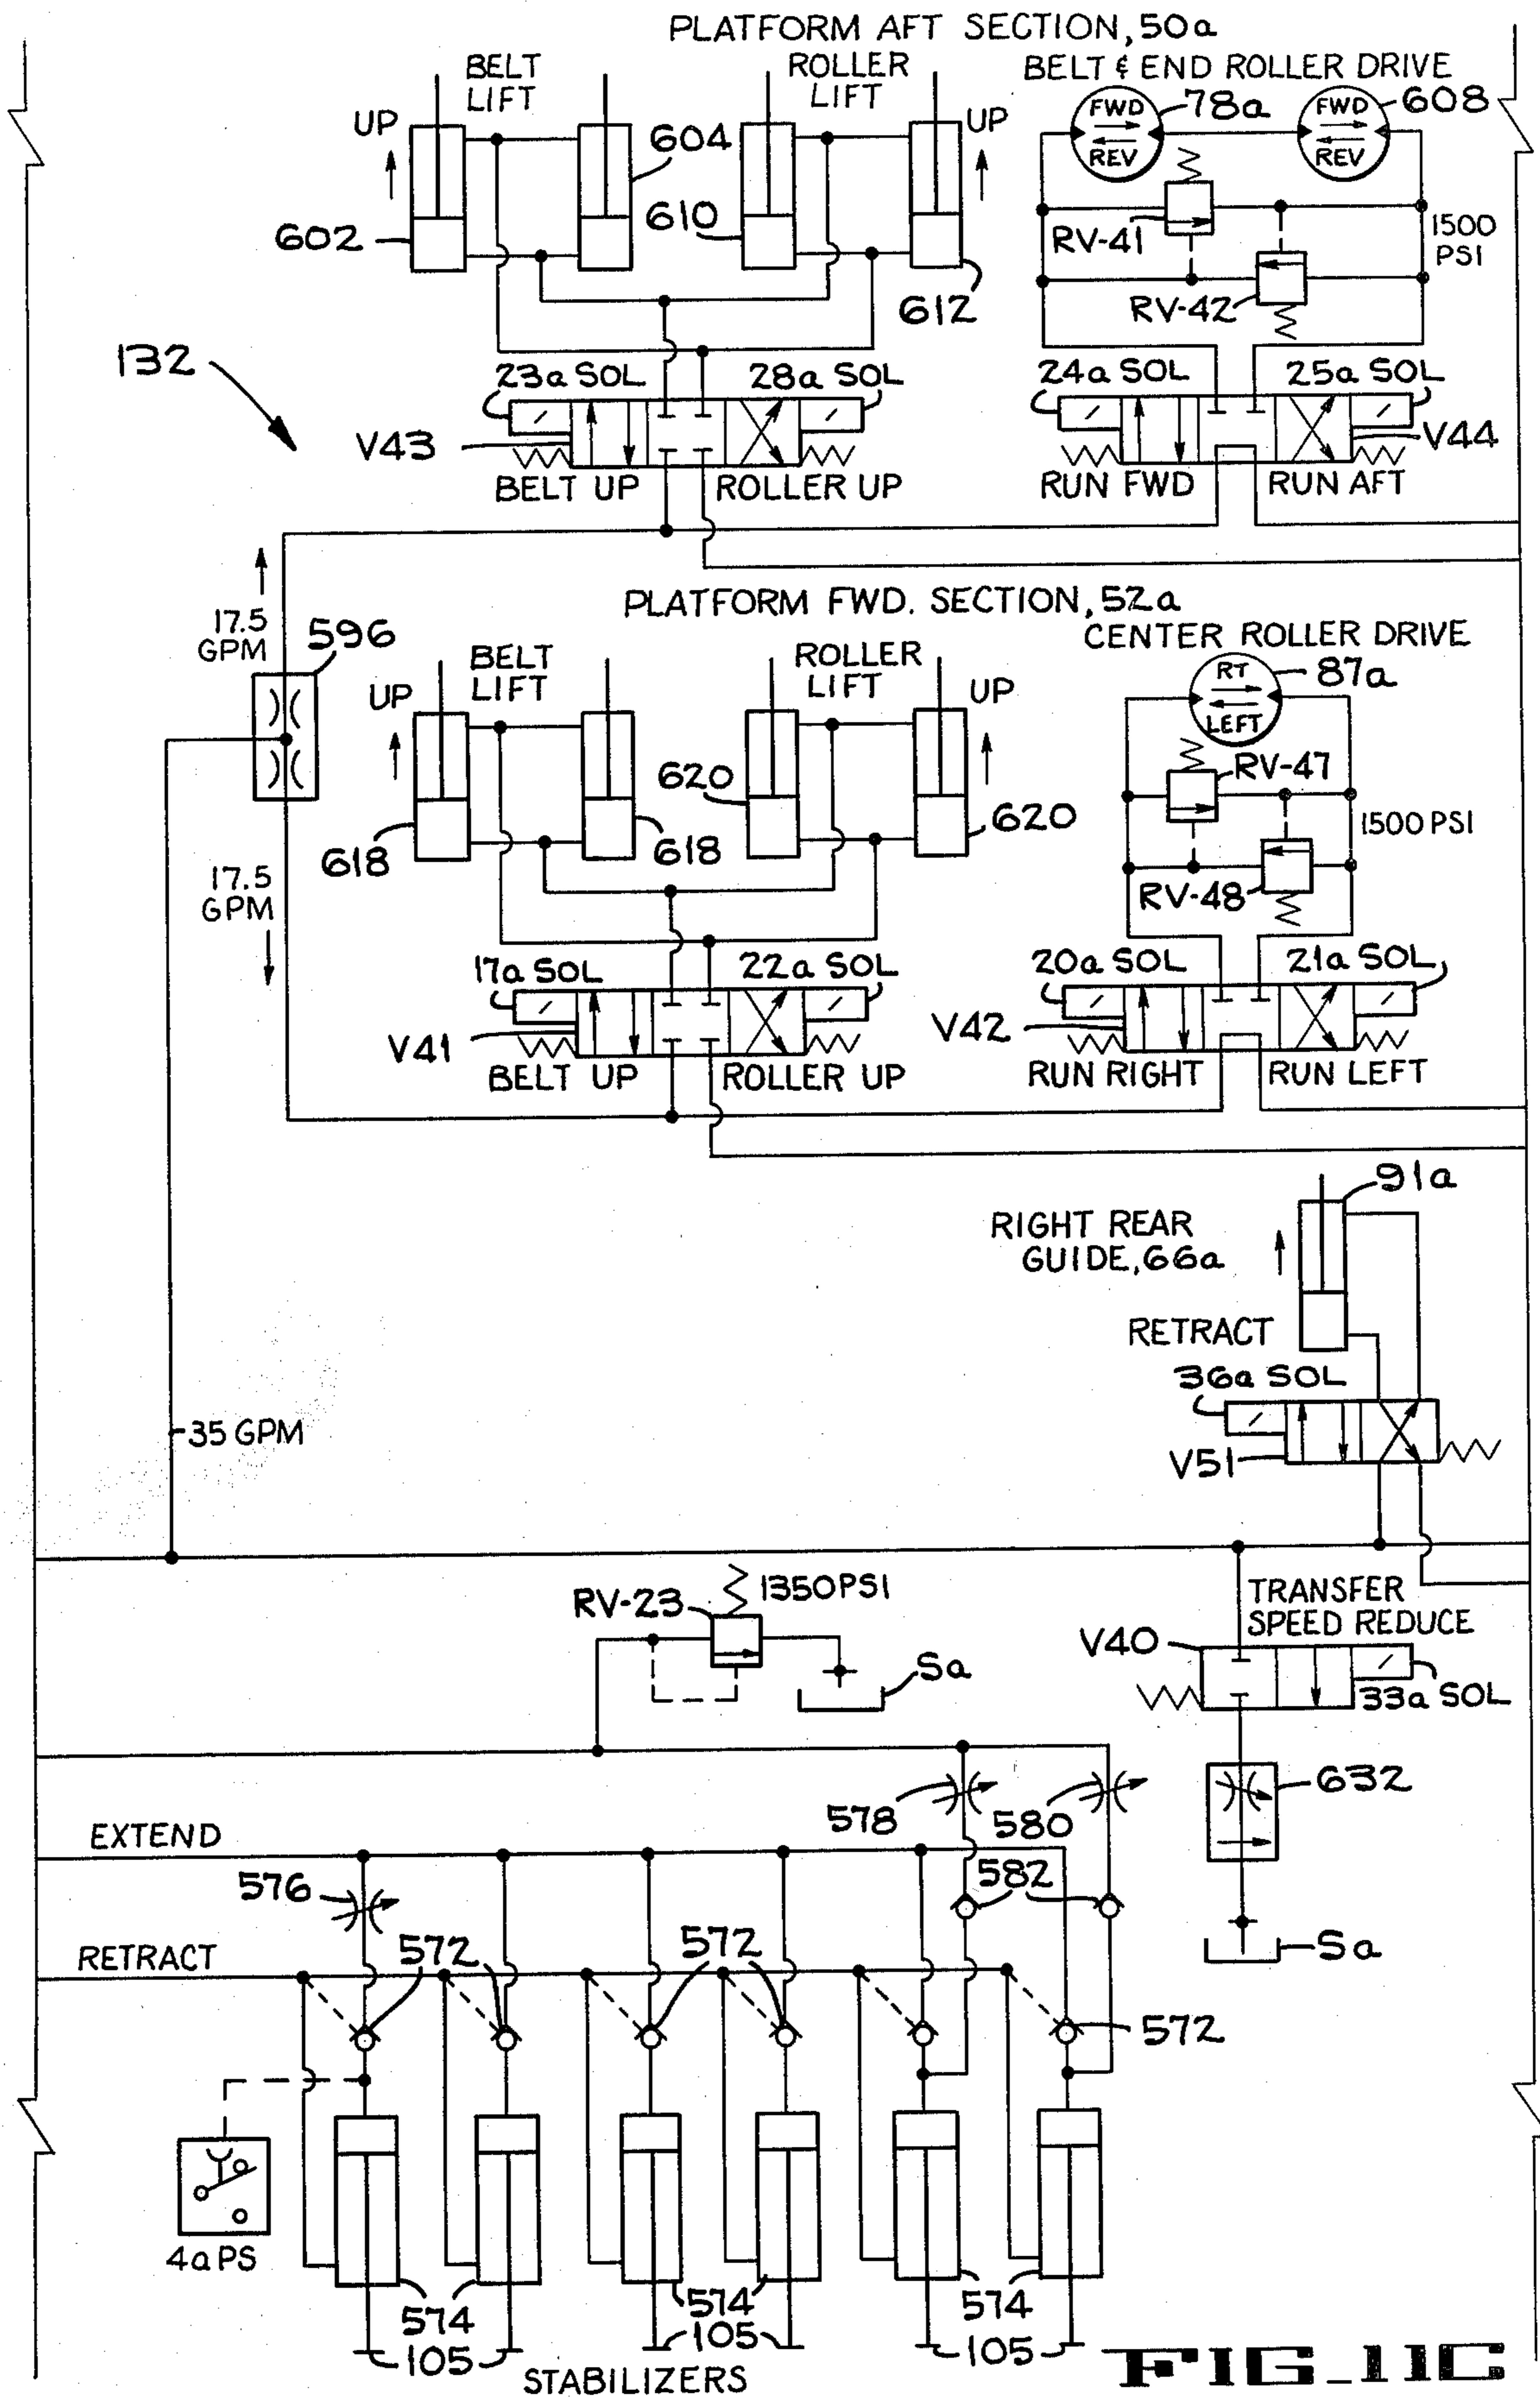 PLATFORM AFT SECTION, 50a
BELT
LIFT
ROLLER
LIFT
BELT & END ROLLER DRIVE
UP
UP
FWD
REV
78a
FWD
REV
608
604
602
610
612
RV-41
RV-42
1500
PSI
132
23a SOL
28a SOL
24a SOL
25a SOL
V43
V44
BELT UP
ROLLER UP
RUN FWD
RUN AFT
17.5
GPM
596
PLATFORM FWD. SECTION, 52a
BELT
LIFT
ROLLER
LIFT
CENTER ROLLER DRIVE
UP
UP
RT
LEFT
87a
RV-47
618
618
620
620
1500 PSI
RV-48
17.5
GPM
17a SOL
22a SOL
20a SOL
21a SOL
V41
V42
BELT UP
ROLLER UP
RUN RIGHT
RUN LEFT
91a
RIGHT REAR
GUIDE, 66a
RETRACT
36a SOL
V51
35 GPM
RV-23
1350 PSI
Sa
TRANSFER
SPEED REDUCE
V40
33a SOL
632
Sa
578
580
EXTEND
576
582
RETRACT
572
572
572
4a PS
574
574
574
105
105
105
STABILIZERS
FIG_11C